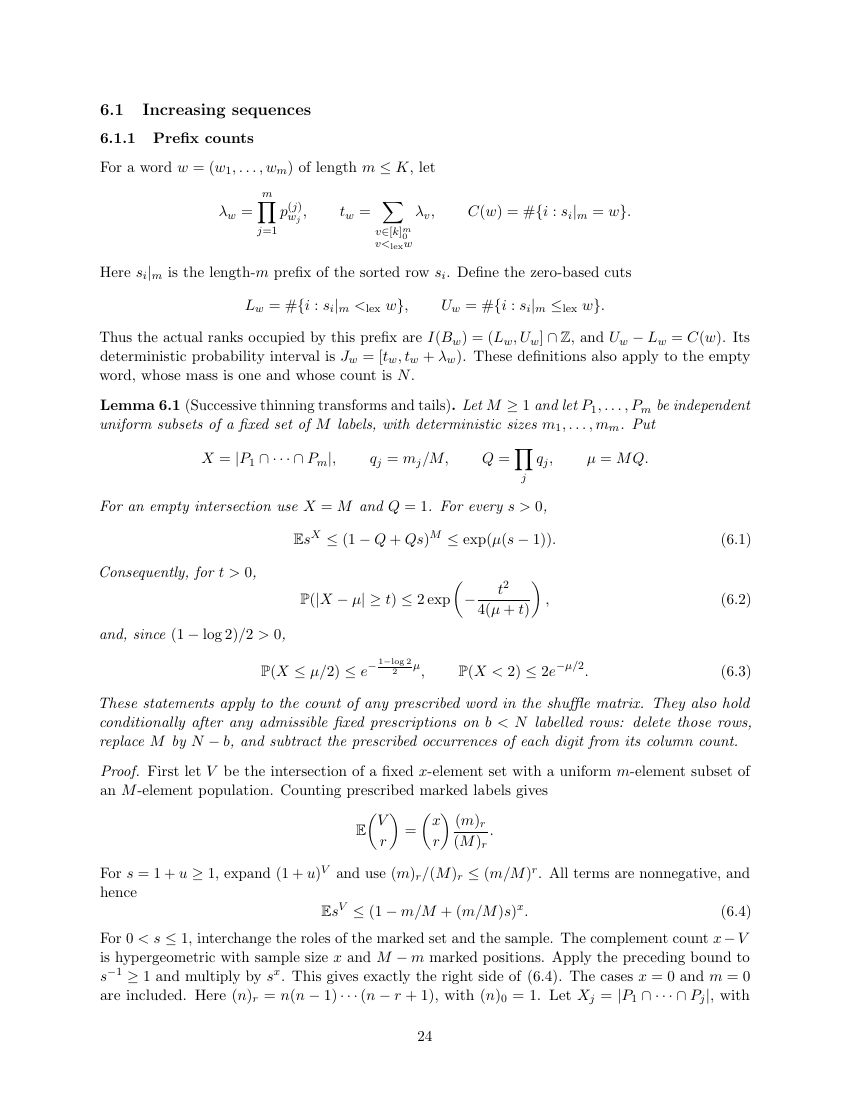 6.1 Increasing sequences
6.1.1 Prefix counts
For a word w = (w_1, . . . , w_m) of length m ≤ K, let
λ_w = ∏_{j=1}^{m} p^{(j)}_{w_j}, t_w = ∑_{v∈[k]_0^m, v<_{lex}w} λ_v, C(w) = #{i : s_i|_m = w}.
Here s_i|_m is the length-m prefix of the sorted row s_i. Define the zero-based cuts
L_w = #{i : s_i|_m <_{lex} w}, U_w = #{i : s_i|_m ≤_{lex} w}.
Thus the actual ranks occupied by this prefix are I(B_w) = (L_w, U_w] ∩ ℤ, and U_w − L_w = C(w). Its
deterministic probability interval is J_w = [t_w, t_w + λ_w). These definitions also apply to the empty
word, whose mass is one and whose count is N.
Lemma 6.1 (Successive thinning transforms and tails). Let M ≥ 1 and let P_1, . . . , P_m be independent
uniform subsets of a fixed set of M labels, with deterministic sizes m_1, . . . , m_m. Put
X = |P_1 ∩ · · · ∩ P_m|, q_j = m_j/M, Q = ∏_j q_j, μ = MQ.
For an empty intersection use X = M and Q = 1. For every s > 0,
𝔼s^X ≤ (1 − Q + Qs)^M ≤ exp(μ(s − 1)). (6.1)
Consequently, for t > 0,
ℙ(|X − μ| ≥ t) ≤ 2 exp(−t^2/(4(μ + t))), (6.2)
and, since (1 − log 2)/2 > 0,
ℙ(X ≤ μ/2) ≤ e^{−\frac{1−log 2}{2}μ}, ℙ(X < 2) ≤ 2e^{−μ/2}. (6.3)
These statements apply to the count of any prescribed word in the shuffle matrix. They also hold
conditionally after any admissible fixed prescriptions on b < N labelled rows: delete those rows,
replace M by N − b, and subtract the prescribed occurrences of each digit from its column count.
Proof. First let V be the intersection of a fixed x-element set with a uniform m-element subset of
an M-element population. Counting prescribed marked labels gives
𝔼\binom{V}{r} = \binom{x}{r} \frac{(m)_r}{(M)_r}.
For s = 1 + u ≥ 1, expand (1 + u)^V and use (m)_r/(M)_r ≤ (m/M)^r. All terms are nonnegative, and
hence
𝔼s^V ≤ (1 − m/M + (m/M)s)^x. (6.4)
For 0 < s ≤ 1, interchange the roles of the marked set and the sample. The complement count x − V
is hypergeometric with sample size x and M − m marked positions. Apply the preceding bound to
s^{−1} ≥ 1 and multiply by s^x. This gives exactly the right side of (6.4). The cases x = 0 and m = 0
are included. Here (n)_r = n(n − 1) · · · (n − r + 1), with (n)_0 = 1. Let X_j = |P_1 ∩ · · · ∩ P_j|, with
24